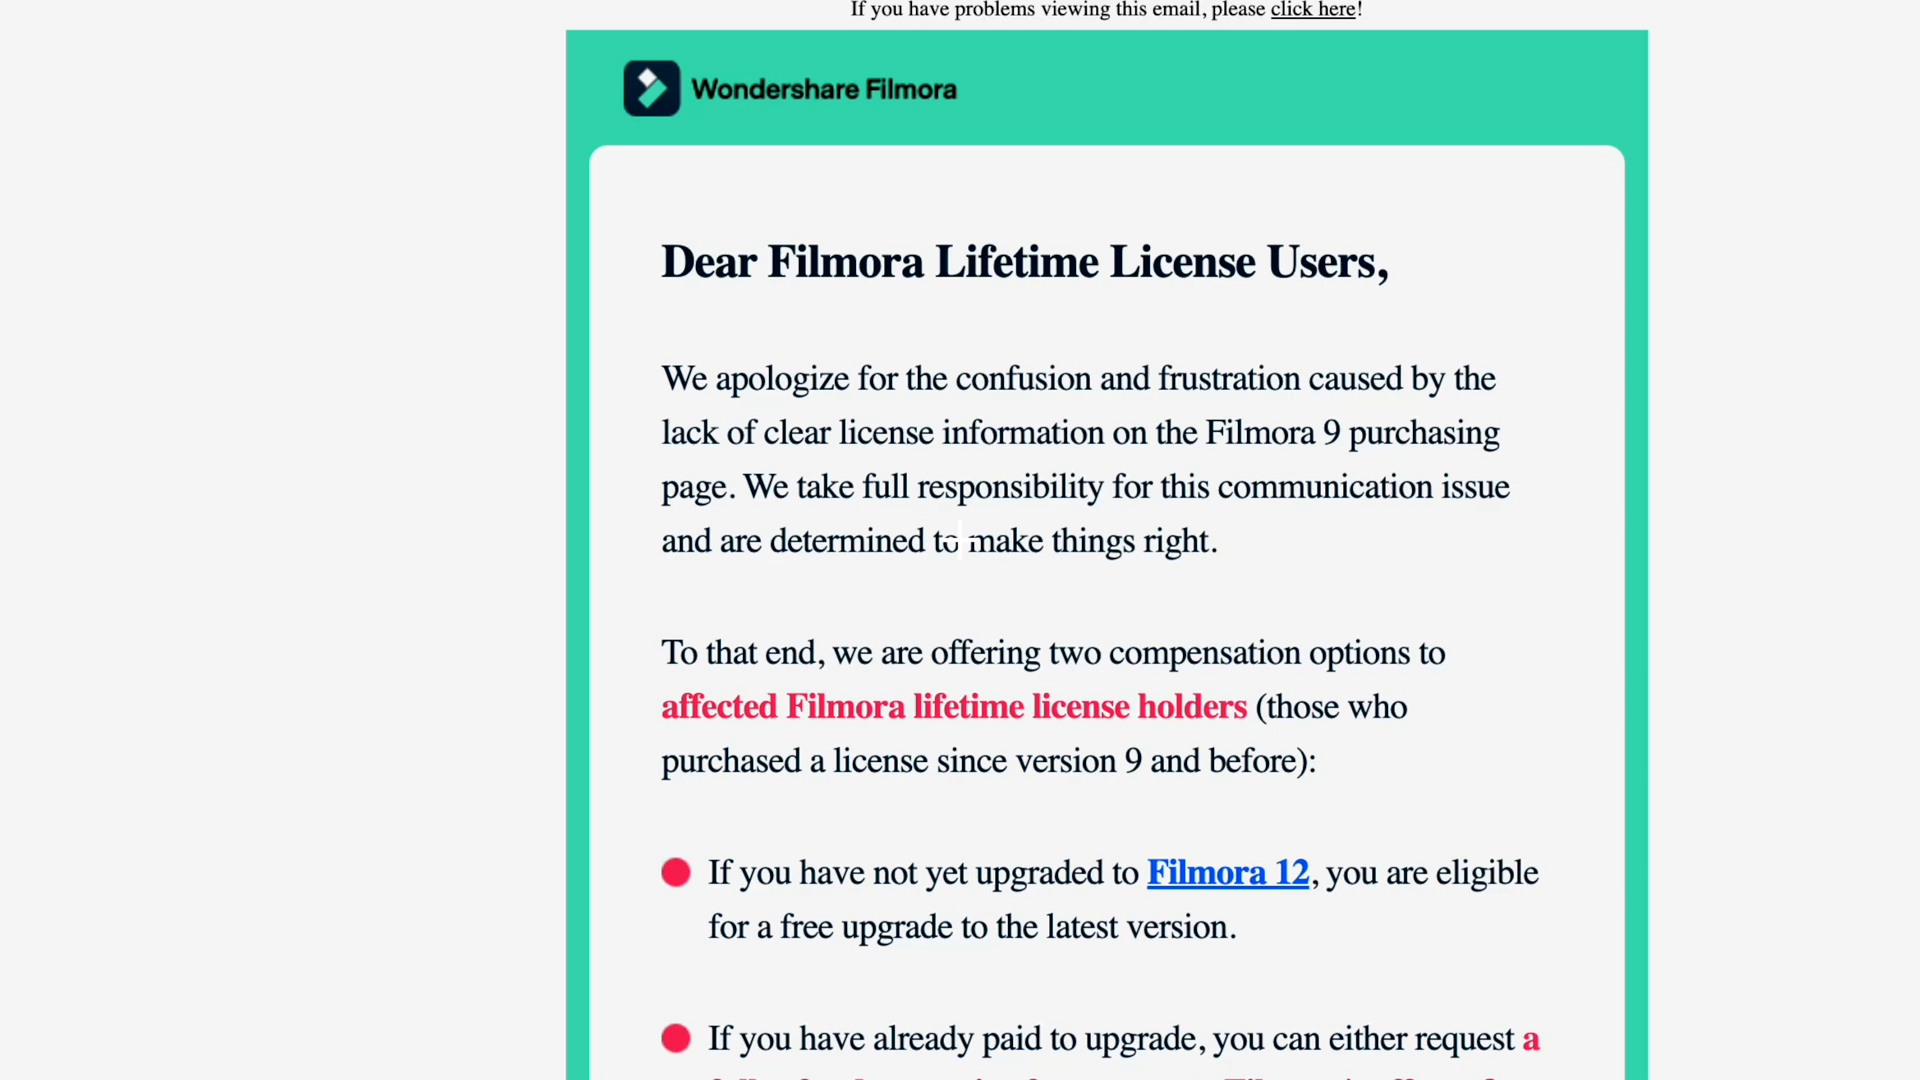 If you have problems viewing this email, please click here!
Wondershare Filmora
Dear Filmora Lifetime License Users,
We apologize for the confusion and frustration caused by the
lack of clear license information on the Filmora 9 purchasing
page. We take full responsibility for this communication issue
and are determined to make things right.
To that end, we are offering two compensation options to
affected Filmora lifetime license holders (those who
purchased a license since version 9 and before):
If you have not yet upgraded to Filmora 12, you are eligible
for a free upgrade to the latest version.
If you have already paid to upgrade, you can either request a